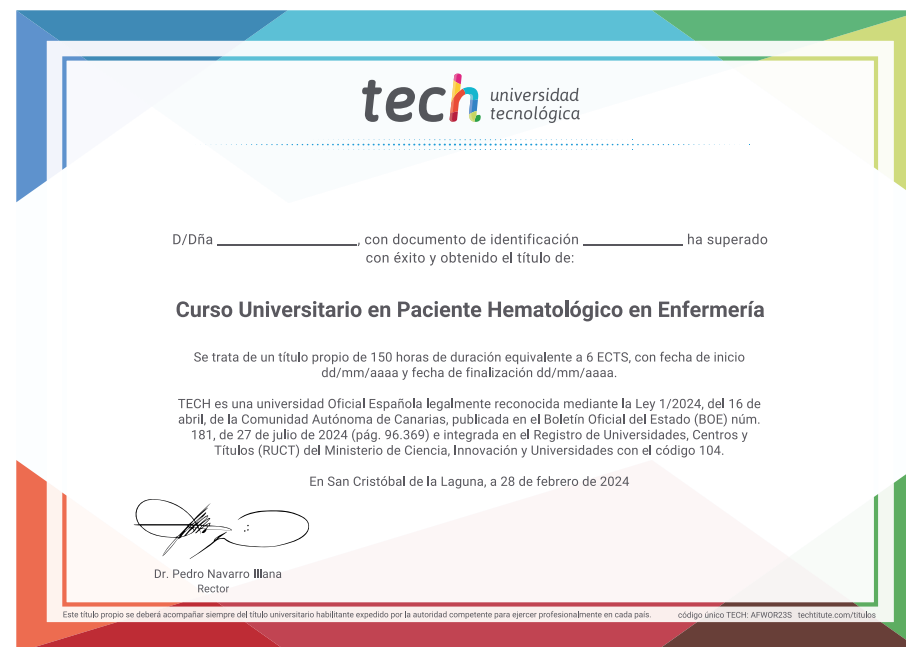 tech universidad
tecnológica
D/Dña ____________________, con documento de identificación ______________ ha superado
con éxito y obtenido el título de:
Curso Universitario en Paciente Hematológico en Enfermería
Se trata de un título propio de 150 horas de duración equivalente a 6 ECTS, con fecha de inicio
dd/mm/aaaa y fecha de finalización dd/mm/aaaa.
TECH es una universidad Oficial Española legalmente reconocida mediante la Ley 1/2024, del 16 de
abril, de la Comunidad Autónoma de Canarias, publicada en el Boletín Oficial del Estado (BOE) núm.
181, de 27 de julio de 2024 (pág. 96.369) e integrada en el Registro de Universidades, Centros y
Títulos (RUCT) del Ministerio de Ciencia, Innovación y Universidades con el código 104.
En San Cristóbal de la Laguna, a 28 de febrero de 2024
Dr. Pedro Navarro Illana
Rector
Este título propio se deberá acompañar siempre del título universitario habilitante expedido por la autoridad competente para ejercer profesionalmente en cada país. código único TECH: AFWOR23S techtitute.com/titulos